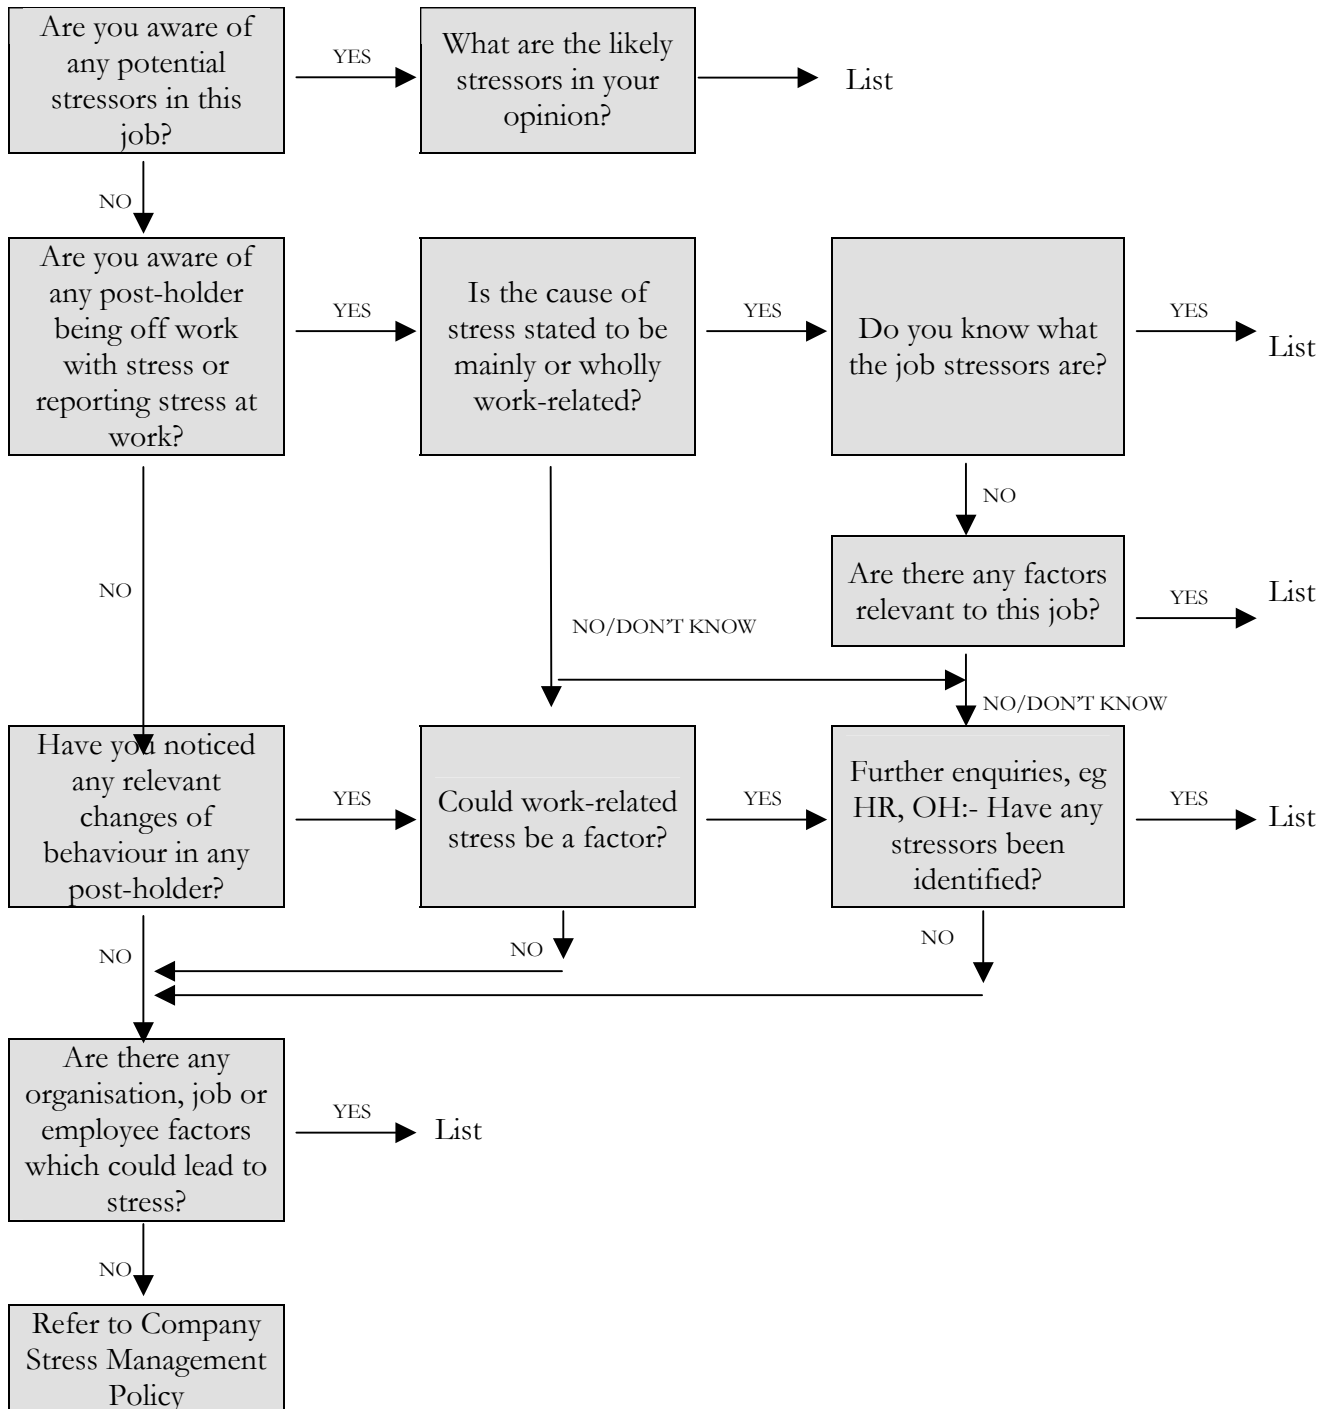 Are you aware of
any potential
stressors in this
job?
YES
What are the likely
stressors in your
opinion?
List
NO
Are you aware of
any post-holder
being off work
with stress or
reporting stress at
work?
YES
Is the cause of
stress stated to be
mainly or wholly
work-related?
YES
Do you know what
the job stressors are?
YES
List
NO
NO
Are there any factors
relevant to this job?
YES
List
NO/DON'T KNOW
NO/DON'T KNOW
Have you noticed
any relevant
changes of
behaviour in any
post-holder?
YES
Could work-related
stress be a factor?
YES
Further enquiries, eg
HR, OH:- Have any
stressors been
identified?
YES
List
NO
NO
NO
Are there any
organisation, job or
employee factors
which could lead to
stress?
YES
List
NO
Refer to Company
Stress Management
Policy